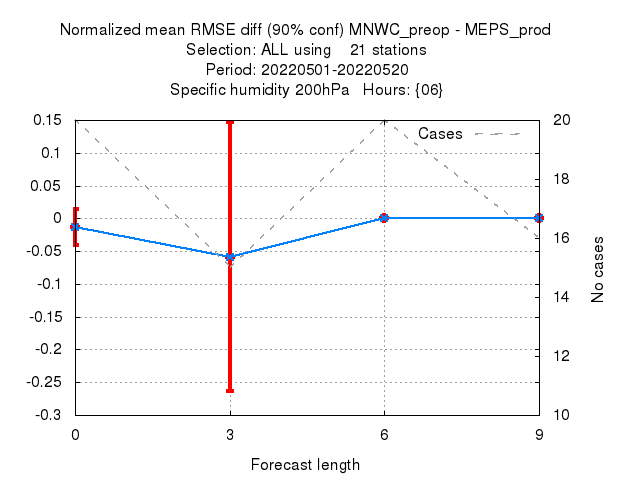 Normalized mean RMSE diff (90% conf) MNWC_preop - MEPS_prod
Selection: ALL using    21 stations
Period: 20220501-20220520
Specific humidity 200hPa   Hours: {06}
Cases
0.15
0.1
0.05
0
-0.05
-0.1
-0.15
-0.2
-0.25
-0.3
20
18
16
14
12
10
No cases
0 3 6 9
Forecast length